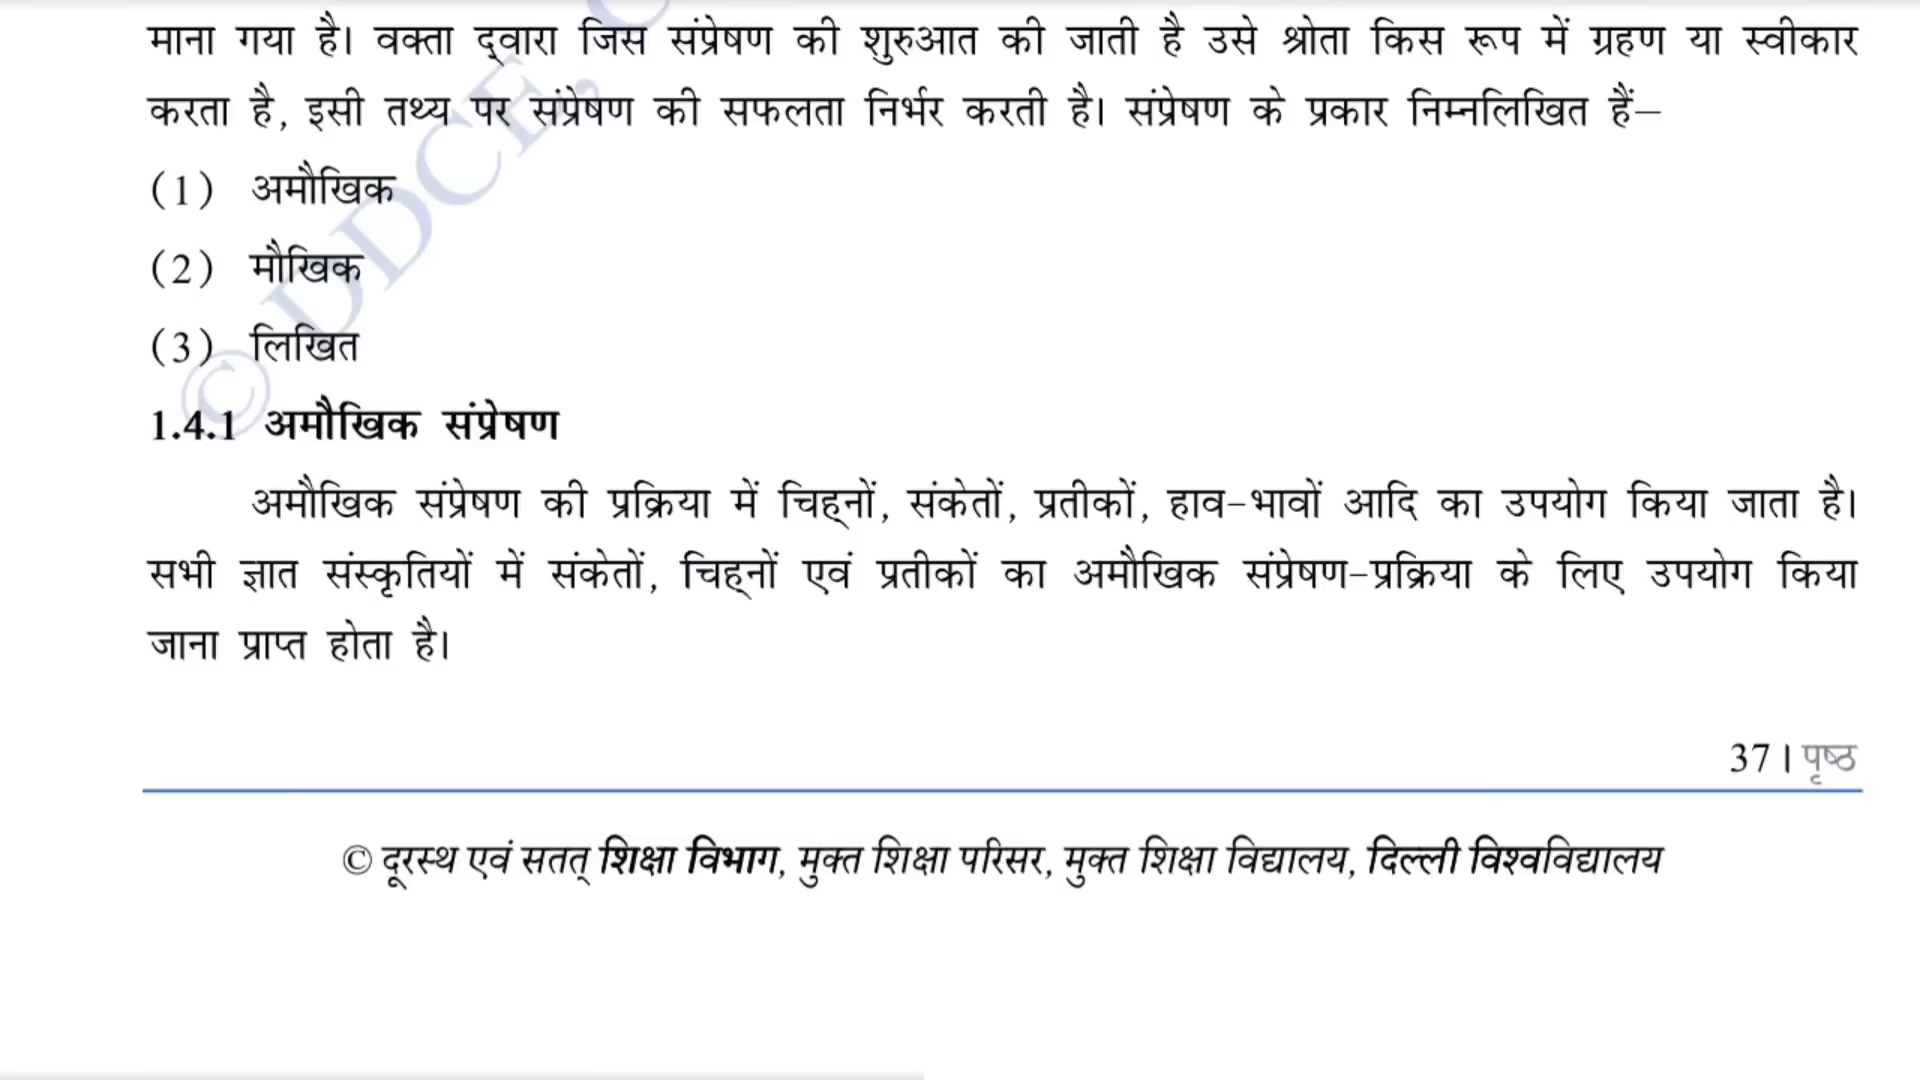 माना गया है। वक्ता द्‌वारा जिस संप्रेषण की शुरुआत की जाती है उसे श्रोता किस रूप में ग्रहण या स्वीकार
करता है, इसी तथ्य पर संप्रेषण की सफलता निर्भर करती है। संप्रेषण के प्रकार निम्नलिखित हैं–
(1) अमौखिक
(2) मौखिक
(3) लिखित
© DDCE, C
1.4.1 अमौखिक संप्रेषण
अमौखिक संप्रेषण की प्रक्रिया में चिह्‌नों, संकेतों, प्रतीकों, हाव-भावों आदि का उपयोग किया जाता है।
सभी ज्ञात संस्कृतियों में संकेतों, चिह्‌नों एवं प्रतीकों का अमौखिक संप्रेषण-प्रक्रिया के लिए उपयोग किया
जाना प्राप्त होता है।
37 | पृष्ठ
© दूरस्थ एवं सतत् शिक्षा विभाग, मुक्त शिक्षा परिसर, मुक्त शिक्षा विद्यालय, दिल्ली विश्वविद्यालय